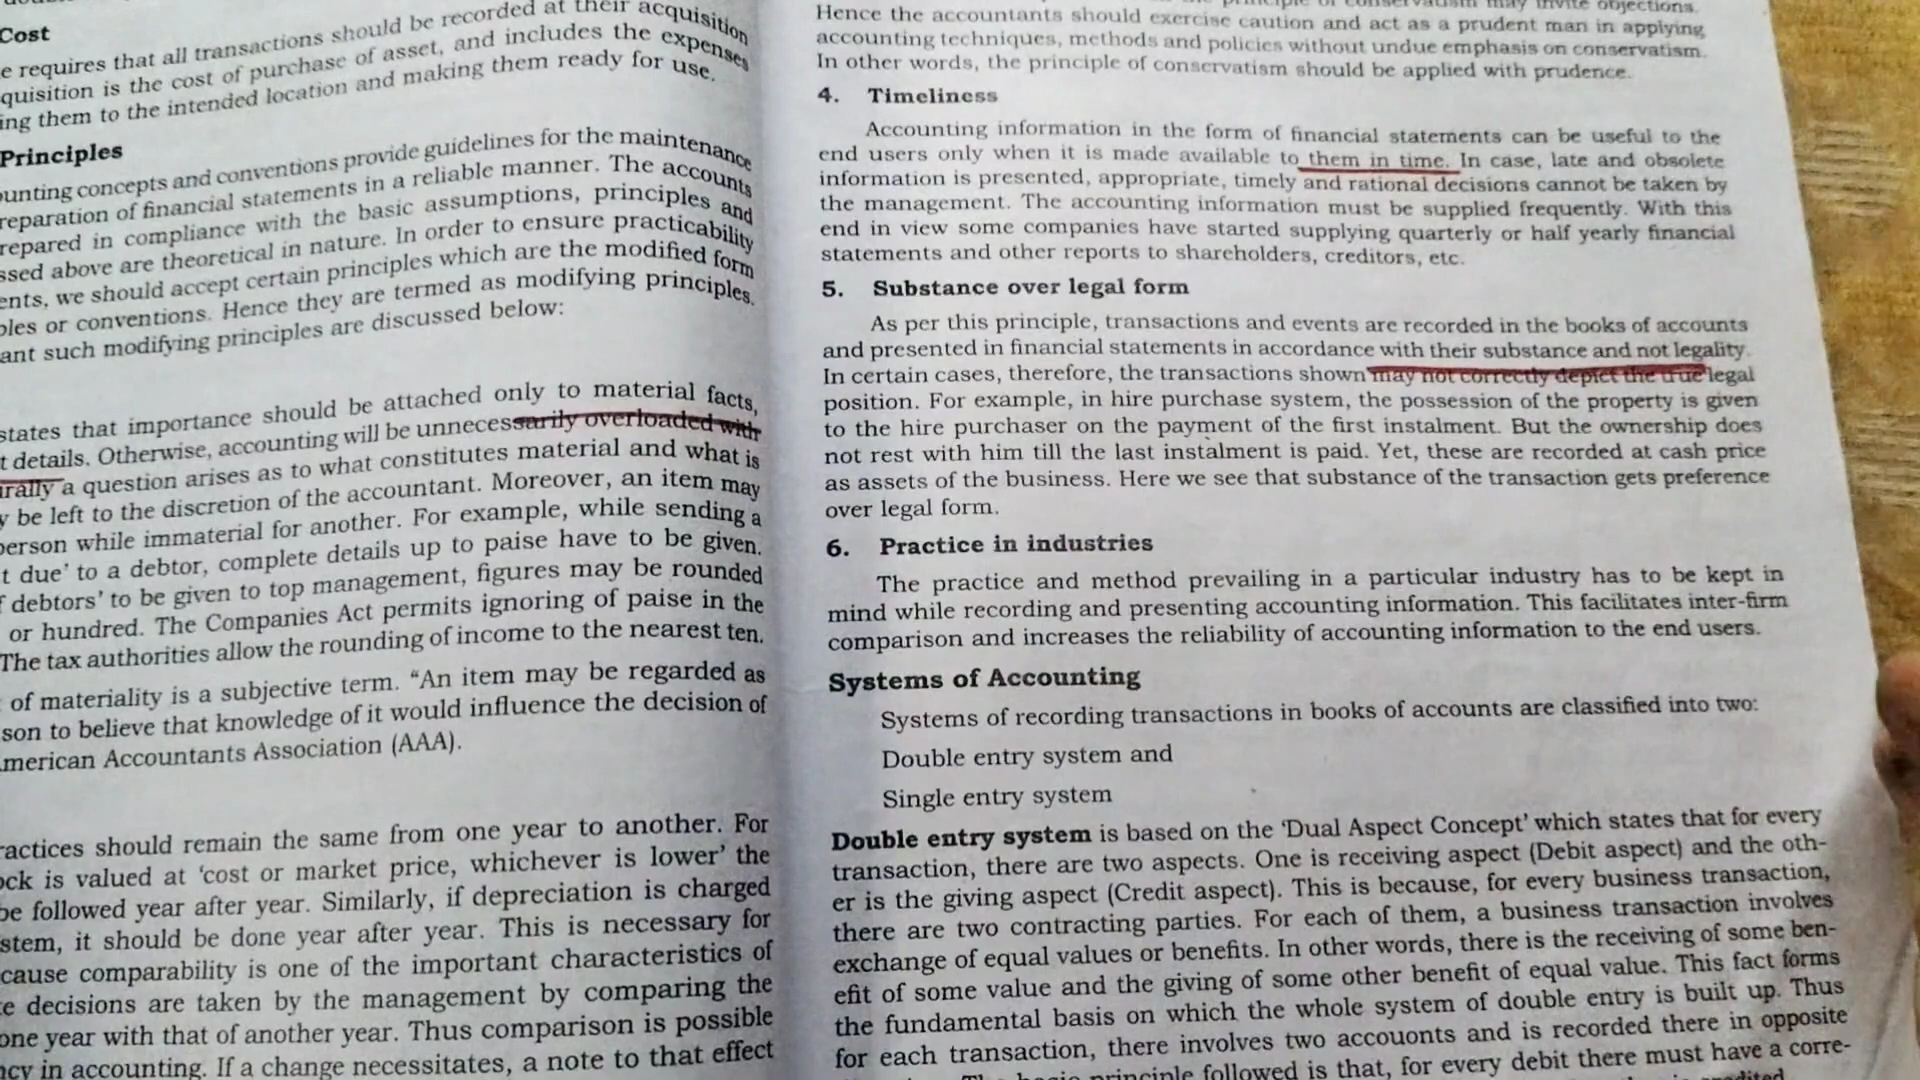 Cost
e requires that all transactions should be recorded at their acquisition
quisition is the cost of purchase of asset, and includes the expenses
ing them to the intended location and making them ready for use.
Principles
ounting concepts and conventions provide guidelines for the maintenance
reparation of financial statements in a reliable manner. The accounts
repared in compliance with the basic assumptions, principles and
ssed above are theoretical in nature. In order to ensure practicability
ents, we should accept certain principles which are the modified form
ples or conventions. Hence they are termed as modifying principles.
ant such modifying principles are discussed below:
states that importance should be attached only to material facts,
t details. Otherwise, accounting will be unnecessarily overloaded with
urally a question arises as to what constitutes material and what is
y be left to the discretion of the accountant. Moreover, an item may
person while immaterial for another. For example, while sending a
t due' to a debtor, complete details up to paise have to be given.
f debtors' to be given to top management, figures may be rounded
or hundred. The Companies Act permits ignoring of paise in the
The tax authorities allow the rounding of income to the nearest ten.
of materiality is a subjective term. “An item may be regarded as
son to believe that knowledge of it would influence the decision of
merican Accountants Association (AAA).
ractices should remain the same from one year to another. For
ock is valued at ‘cost or market price, whichever is lower’ the
be followed year after year. Similarly, if depreciation is charged
stem, it should be done year after year. This is necessary for
cause comparability is one of the important characteristics of
e decisions are taken by the management by comparing the
one year with that of another year. Thus comparison is possible
ncy in accounting. If a change necessitates, a note to that effect
principle of conservatism may invite objections.
Hence the accountants should exercise caution and act as a prudent man in applying
accounting techniques, methods and policies without undue emphasis on conservatism.
In other words, the principle of conservatism should be applied with prudence.
4. Timeliness
Accounting information in the form of financial statements can be useful to the
end users only when it is made available to them in time. In case, late and obsolete
information is presented, appropriate, timely and rational decisions cannot be taken by
the management. The accounting information must be supplied frequently. With this
end in view some companies have started supplying quarterly or half yearly financial
statements and other reports to shareholders, creditors, etc.
5. Substance over legal form
As per this principle, transactions and events are recorded in the books of accounts
and presented in financial statements in accordance with their substance and not legality.
In certain cases, therefore, the transactions shown may not correctly depict the true legal
position. For example, in hire purchase system, the possession of the property is given
to the hire purchaser on the payment of the first instalment. But the ownership does
not rest with him till the last instalment is paid. Yet, these are recorded at cash price
as assets of the business. Here we see that substance of the transaction gets preference
over legal form.
6. Practice in industries
The practice and method prevailing in a particular industry has to be kept in
mind while recording and presenting accounting information. This facilitates inter-firm
comparison and increases the reliability of accounting information to the end users.
Systems of Accounting
Systems of recording transactions in books of accounts are classified into two:
Double entry system and
Single entry system
Double entry system is based on the ‘Dual Aspect Concept’ which states that for every
transaction, there are two aspects. One is receiving aspect (Debit aspect) and the oth-
er is the giving aspect (Credit aspect). This is because, for every business transaction,
there are two contracting parties. For each of them, a business transaction involves
exchange of equal values or benefits. In other words, there is the receiving of some ben-
efit of some value and the giving of some other benefit of equal value. This fact forms
the fundamental basis on which the whole system of double entry is built up. Thus
for each transaction, there involves two accouonts and is recorded there in opposite
principle followed is that, for every debit there must have a corre-